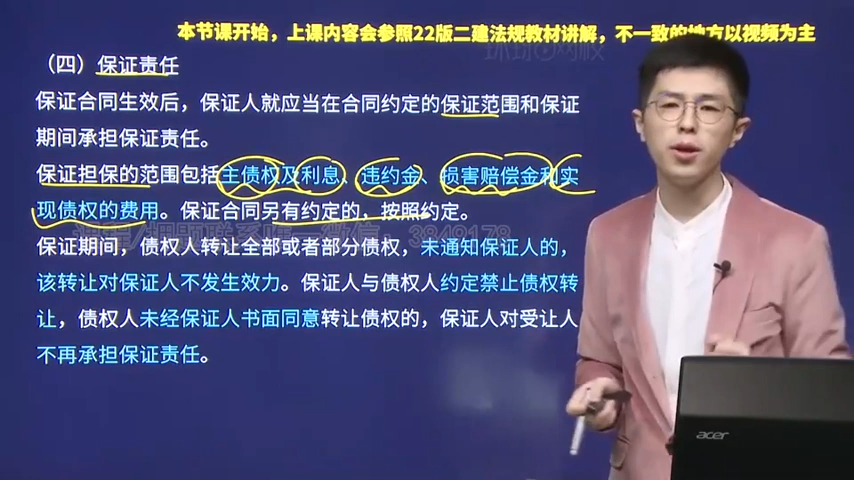 本节课开始，上课内容会参照22版二建法规教材讲解，不一致的地方以视频为主
（四）保证责任
保证合同生效后，保证人就应当在合同约定的保证范围和保证
期间承担保证责任。
保证担保的范围包括主债权及利息、违约金、损害赔偿金和实
现债权的费用。保证合同另有约定的，按照约定。
保证期间，债权人转让全部或者部分债权，未通知保证人的，
该转让对保证人不发生效力。保证人与债权人约定禁止债权转
让，债权人未经保证人书面同意转让债权的，保证人对受让人
不再承担保证责任。
acer